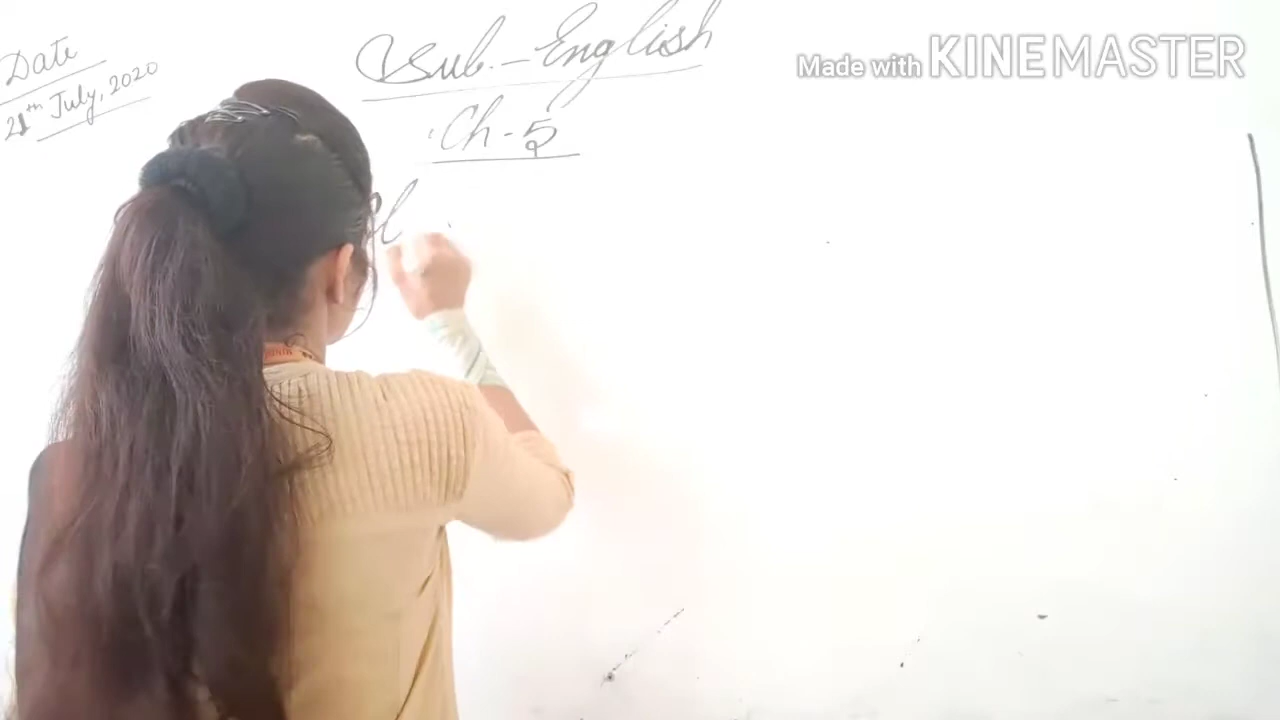 Date
21th July, 2020
Sub. - English
Ch - 5
Made with KINEMASTER